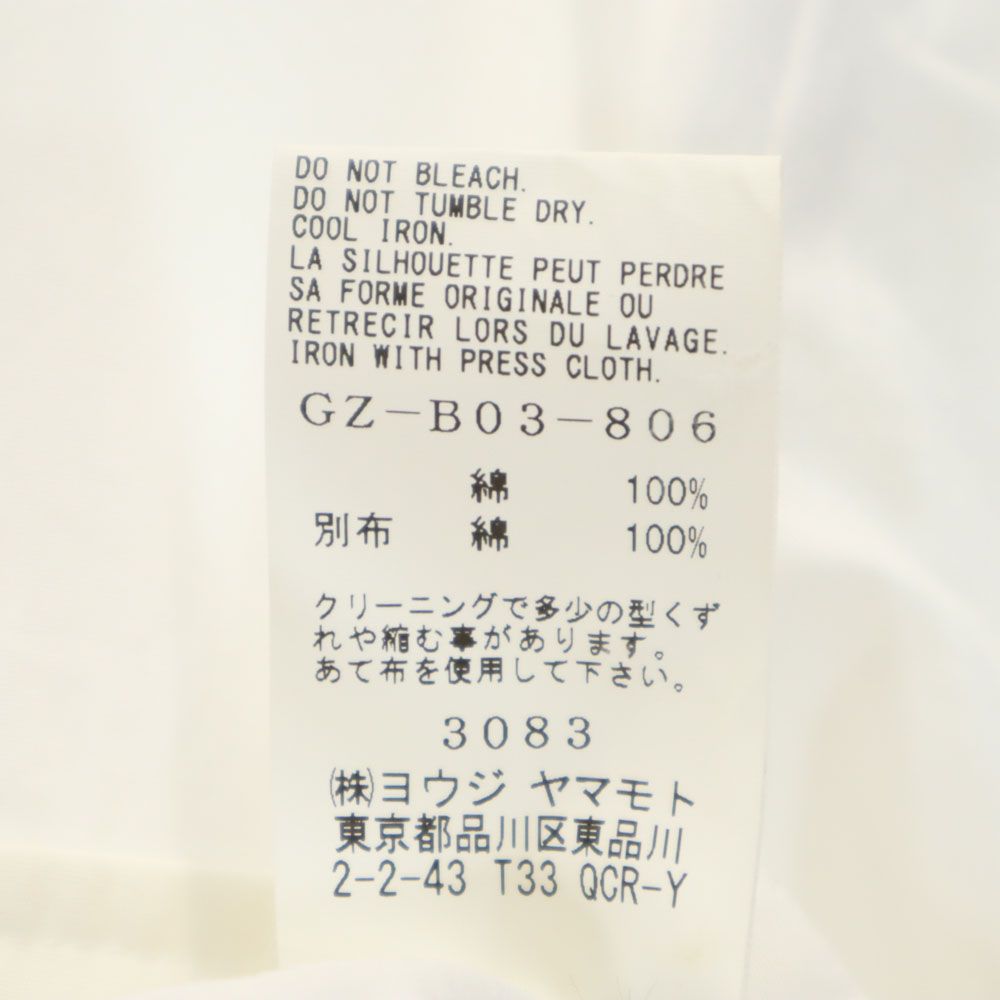 DO NOT BLEACH.
DO NOT TUMBLE DRY.
COOL IRON.
LA SILHOUETTE PEUT PERDRE
SA FORME ORIGINALE OU
RETRECIR LORS DU LAVAGE.
IRON WITH PRESS CLOTH.
GZ-B03-806
綿 100%
別布 綿 100%
クリーニングで多少の型くず
れや縮む事があります。
あて布を使用して下さい。
3083
㈱ヨウジ ヤマモト
東京都品川区東品川
2-2-43 T33 QCR-Y